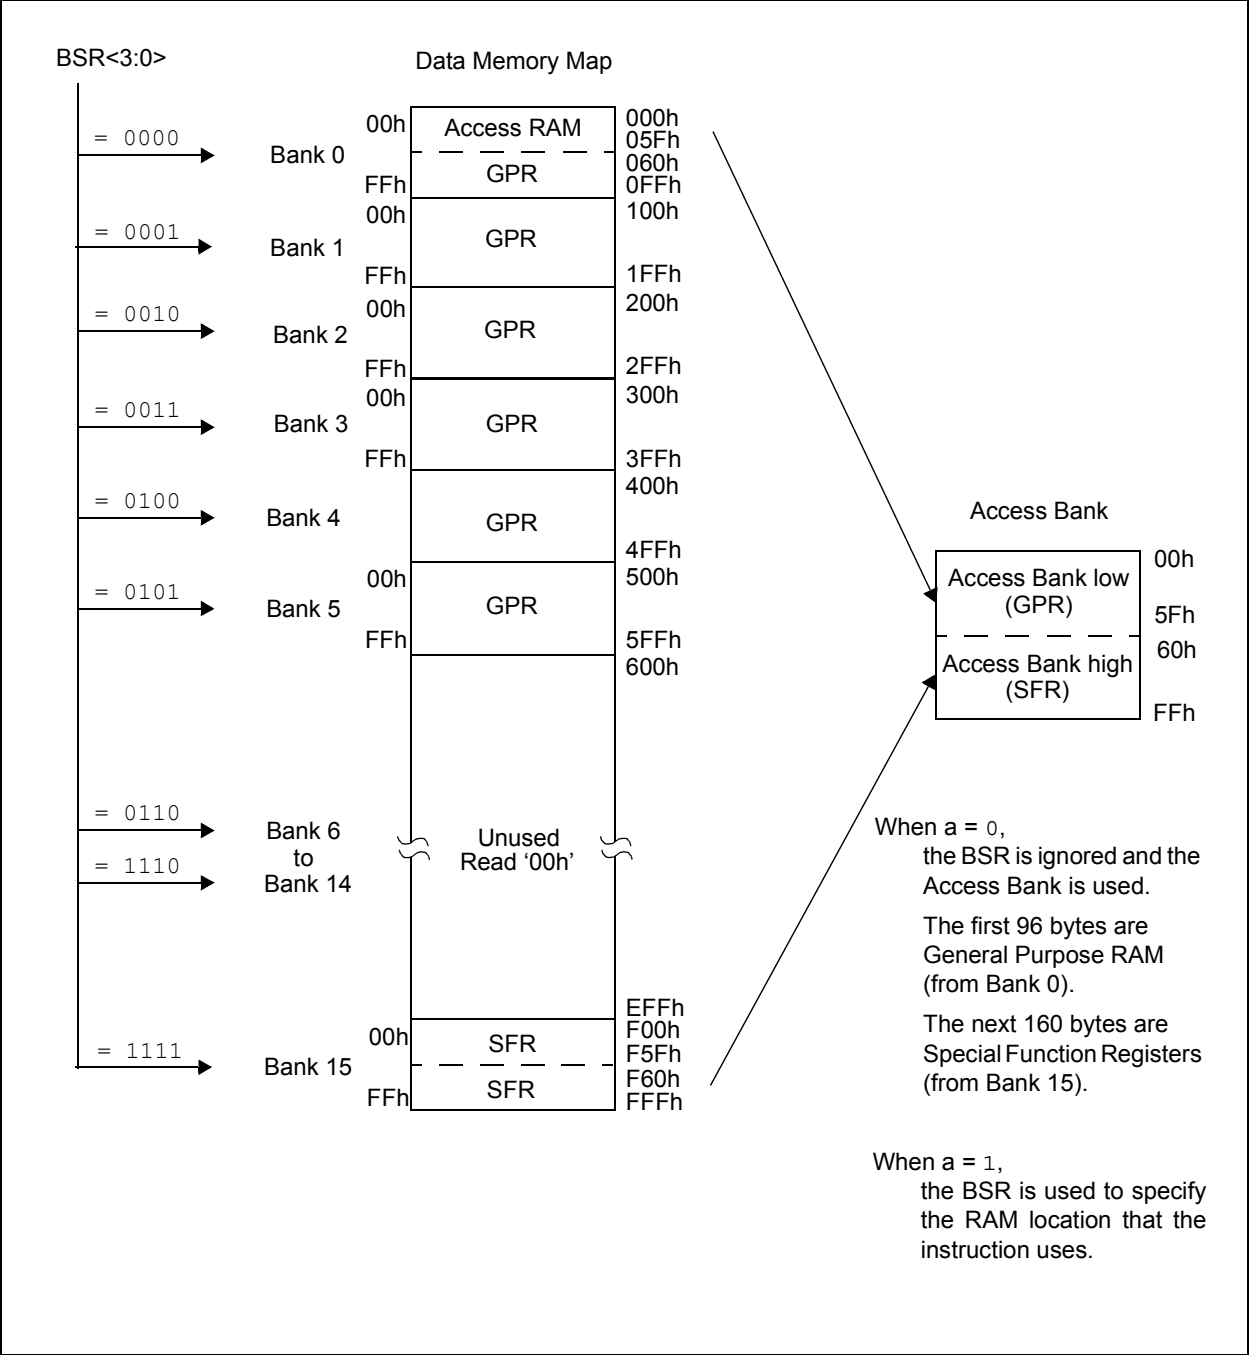 BSR<3:0>
Data Memory Map
= 0000
Bank 0
00h
Access RAM
000h
05Fh
GPR
060h
FFh
0FFh
= 0001
Bank 1
00h
GPR
100h
FFh
1FFh
= 0010
Bank 2
00h
GPR
200h
FFh
2FFh
= 0011
Bank 3
00h
GPR
300h
FFh
3FFh
= 0100
Bank 4
GPR
400h
4FFh
= 0101
Bank 5
00h
GPR
500h
FFh
5FFh
600h
= 0110
= 1110
Bank 6
to
Bank 14
Unused
Read ‘00h’
EFFh
= 1111
Bank 15
00h
SFR
F00h
F5Fh
FFh
SFR
F60h
FFFh
Access Bank
Access Bank low
(GPR)
00h
5Fh
Access Bank high
(SFR)
60h
FFh
When a = 0,
the BSR is ignored and the
Access Bank is used.
The first 96 bytes are
General Purpose RAM
(from Bank 0).
The next 160 bytes are
Special Function Registers
(from Bank 15).
When a = 1,
the BSR is used to specify
the RAM location that the
instruction uses.